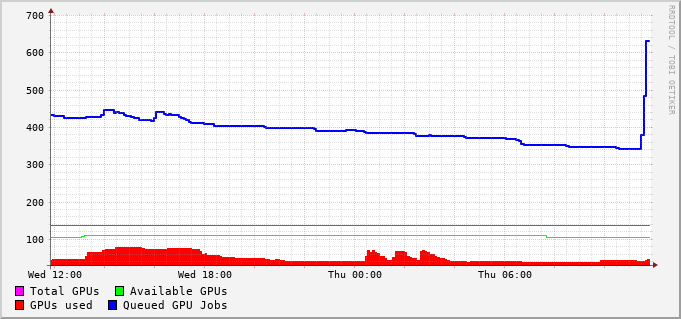 700
600
500
400
300
200
100
Wed 12:00 Wed 18:00 Thu 00:00 Thu 06:00
Total GPUs Available GPUs
GPUs used Queued GPU Jobs
RRDTOOL / TOBI OETIKER